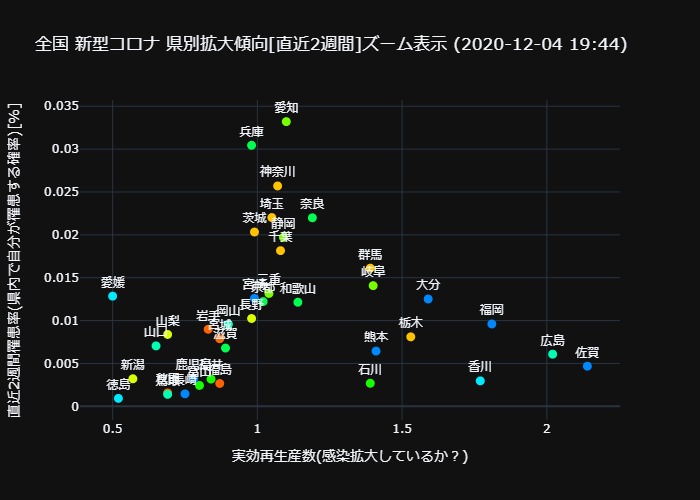 全国 新型コロナ 県別拡大傾向[直近2週間]ズーム表示 (2020-12-04 19:44)
直近2週間罹患率(県内で自分が罹患する確率)[%]
0.035
0.03
0.025
0.02
0.015
0.01
0.005
0
愛知
兵庫
神奈川
埼玉
奈良
茨城
静岡
千葉
群馬
岐阜
三重
愛媛
和歌山
大分
長野
岩手
岡山
福岡
山梨
栃木
滋賀
山口
熊本
広島
新潟
佐賀
石川
香川
長崎
徳島
0.5
1
1.5
2
実効再生産数(感染拡大しているか？)